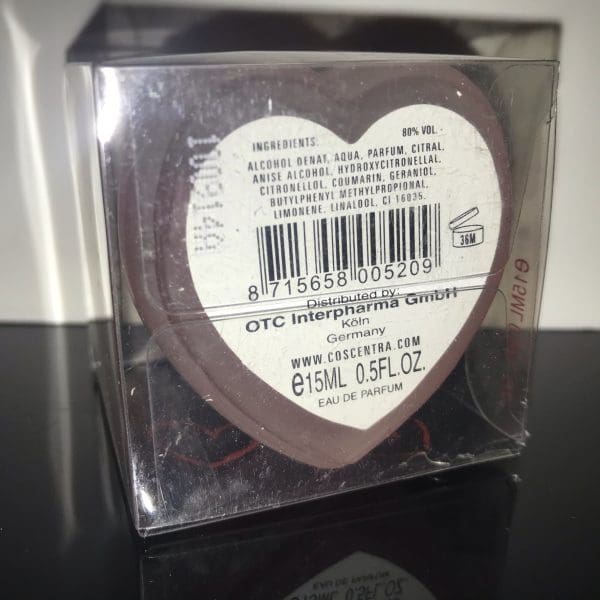 INGREDIENTS: 80% VOL.
ALCOHOL DENAT, AQUA, PARFUM, CITRAL,
ANISE ALCOHOL, HYDROXYCITRONELLAL,
CITRONELLOL, COUMARIN, GERANIOL,
BUTYLPHENYL METHYLPROPIONAL,
LIMONENE, LINALOOL, CI 16035.
36M
8 715658 005209
Distributed by:
OTC Interpharma GmbH
Köln
Germany
WWW.COSCENTRA.COM
e15ML 0.5FL.OZ.
EAU DE PARFUM